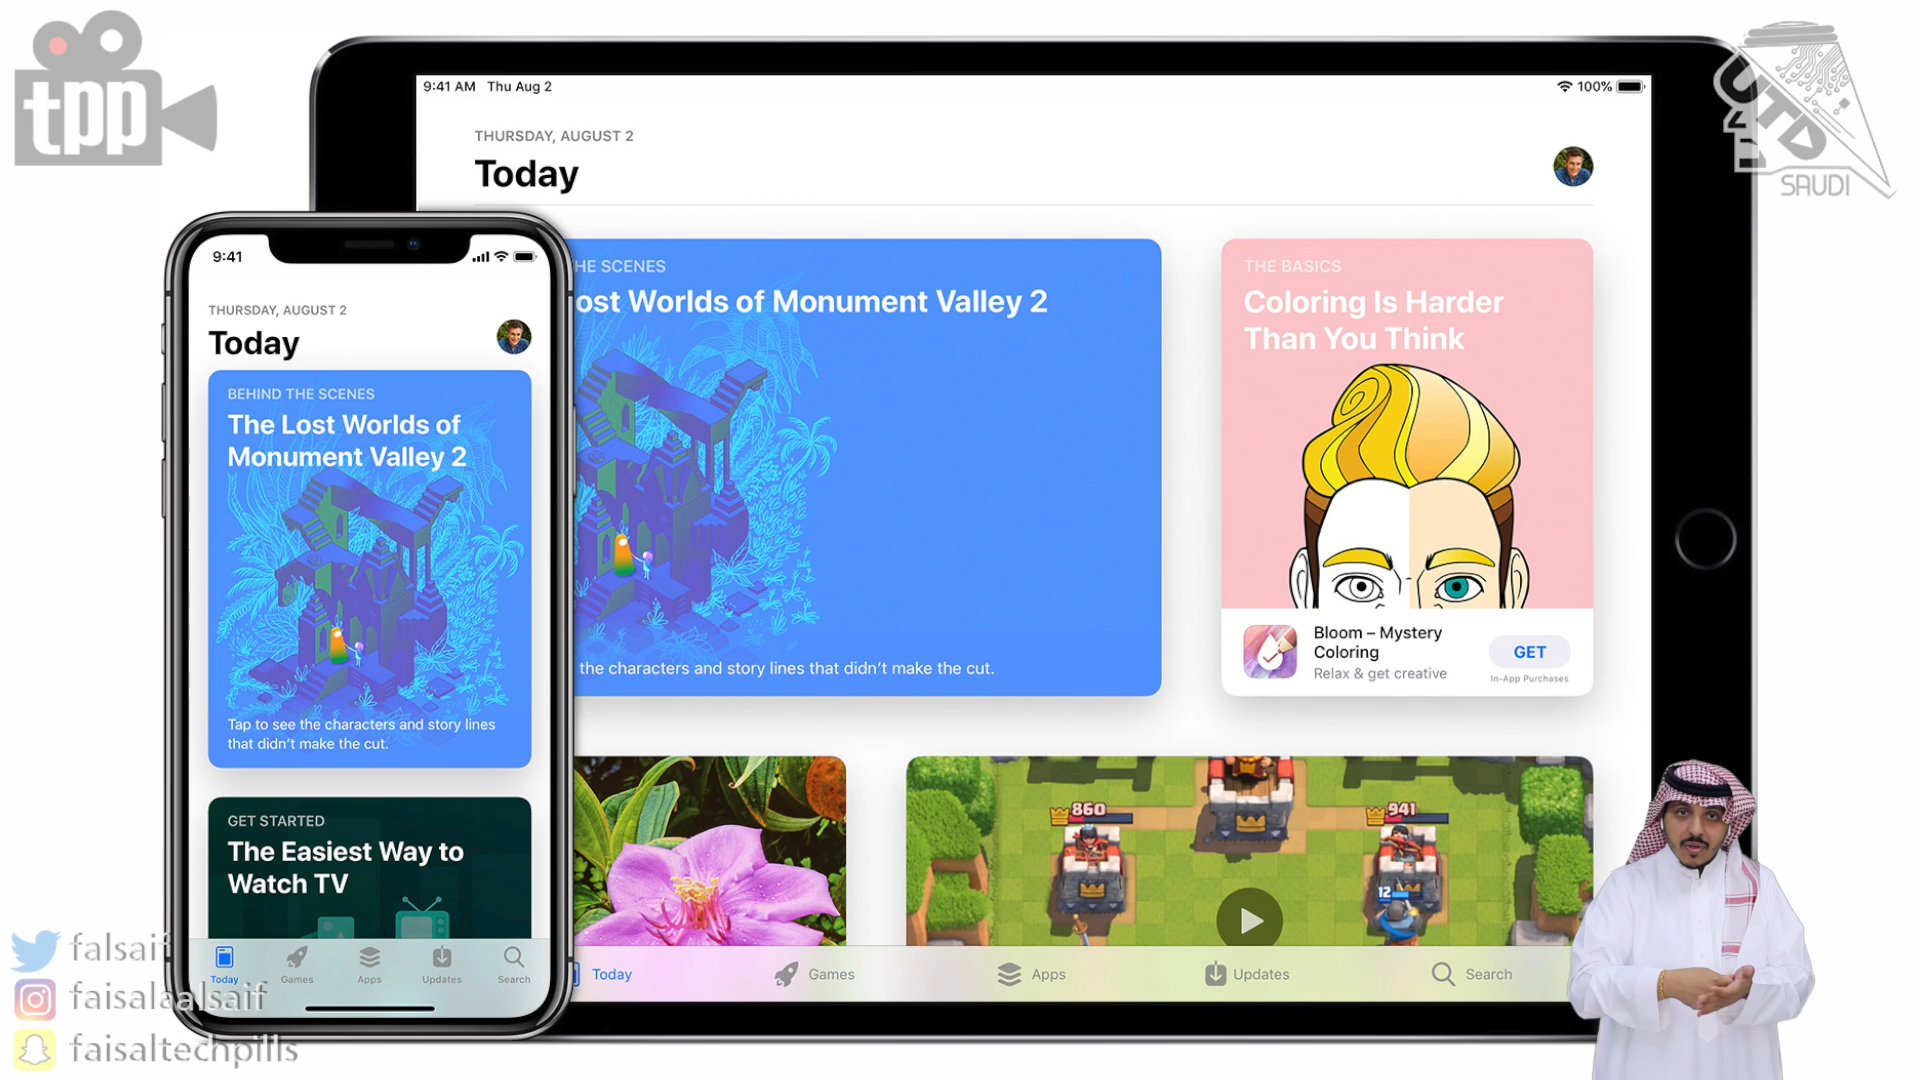 tpp
UTD
SAUDI
9:41 AM Thu Aug 2
100%
THURSDAY, AUGUST 2
Today
HE SCENES
ost Worlds of Monument Valley 2
the characters and story lines that didn't make the cut.
THE BASICS
Coloring Is Harder
Than You Think
Bloom – Mystery
Coloring
Relax & get creative
GET
In-App Purchases
860
941
12
Today
Games
Apps
Updates
Search
9:41
THURSDAY, AUGUST 2
Today
BEHIND THE SCENES
The Lost Worlds of
Monument Valley 2
Tap to see the characters and story lines
that didn't make the cut.
GET STARTED
The Easiest Way to
Watch TV
Today
Games
Apps
Updates
Search
falsaif
faisalaalsaif
faisaltechpills